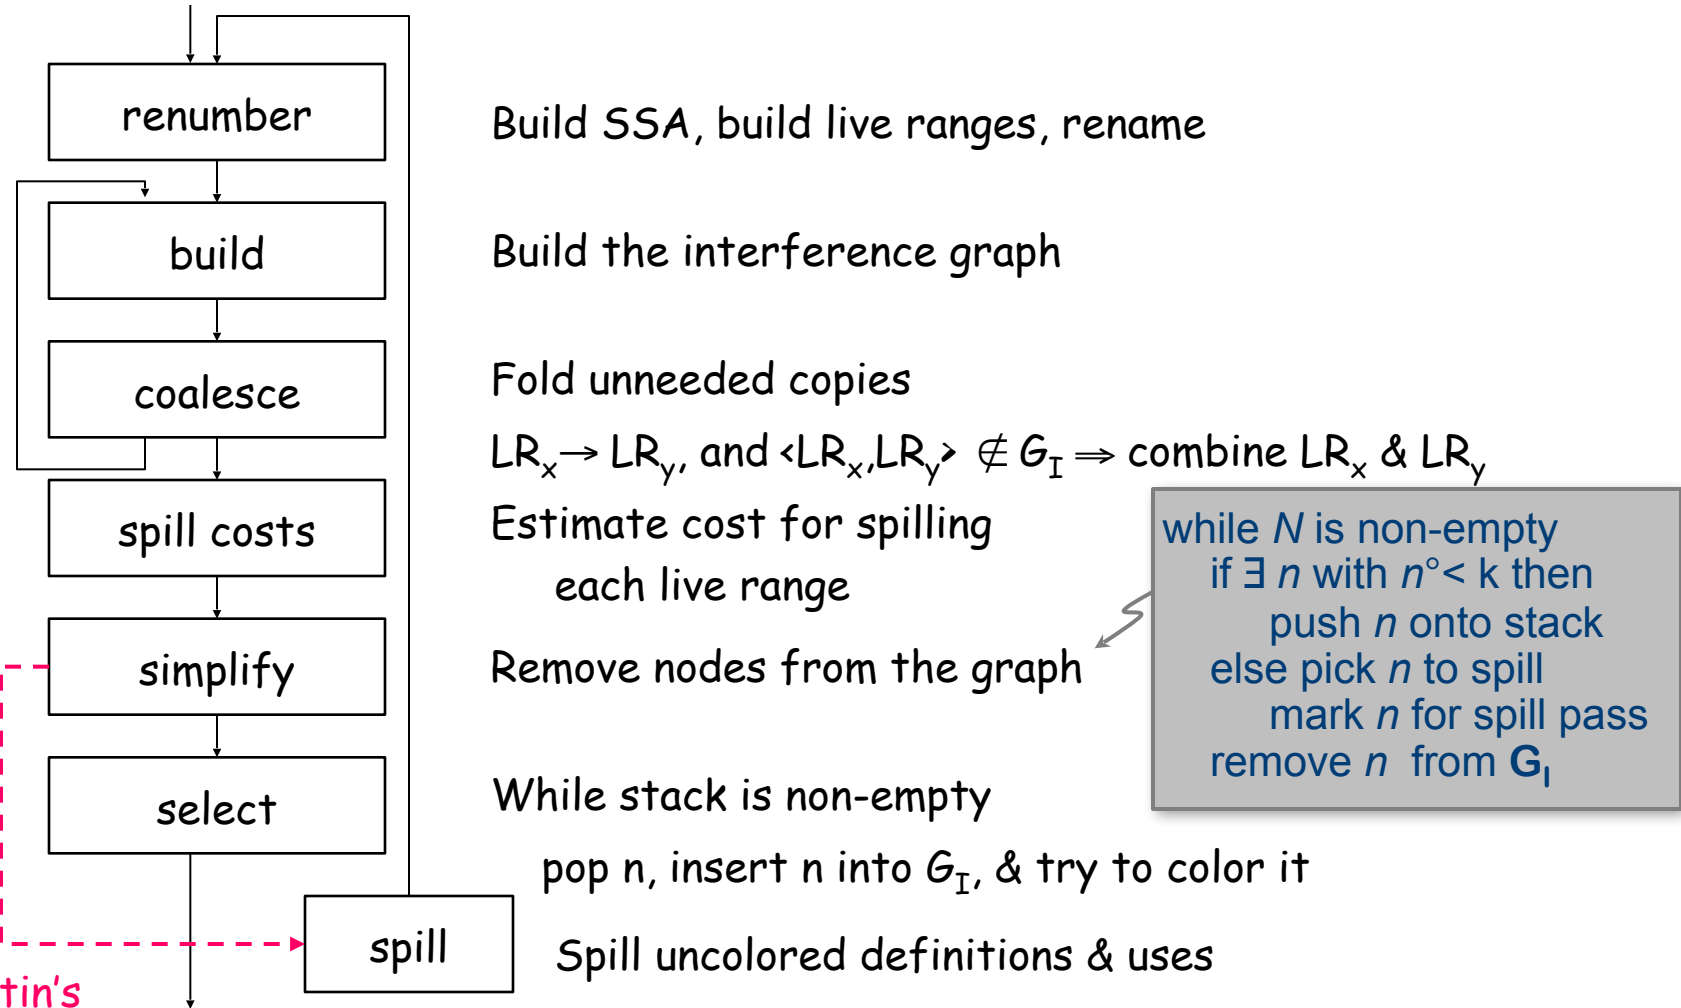 renumber
Build SSA, build live ranges, rename
build
Build the interference graph
coalesce
Fold unneeded copies
LRx→ LRy, and <LRx,LRy> ∉ GI ⇒ combine LRx & LRy
spill costs
Estimate cost for spilling
each live range
while N is non-empty
if ∃ n with n°< k then
push n onto stack
else pick n to spill
mark n for spill pass
remove n from GI
simplify
Remove nodes from the graph
select
While stack is non-empty
pop n, insert n into GI, & try to color it
spill
Spill uncolored definitions & uses
tin's